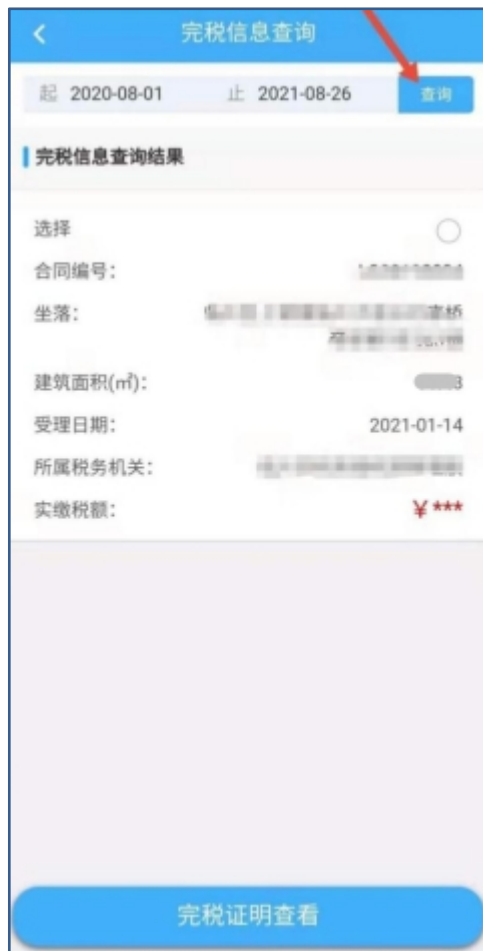 完税信息查询
起 2020-08-01 止 2021-08-26 查询
完税信息查询结果
选择
合同编号：
坐落：
建筑面积(㎡)：
受理日期： 2021-01-14
所属税务机关：
实缴税额： ￥***
完税证明查看